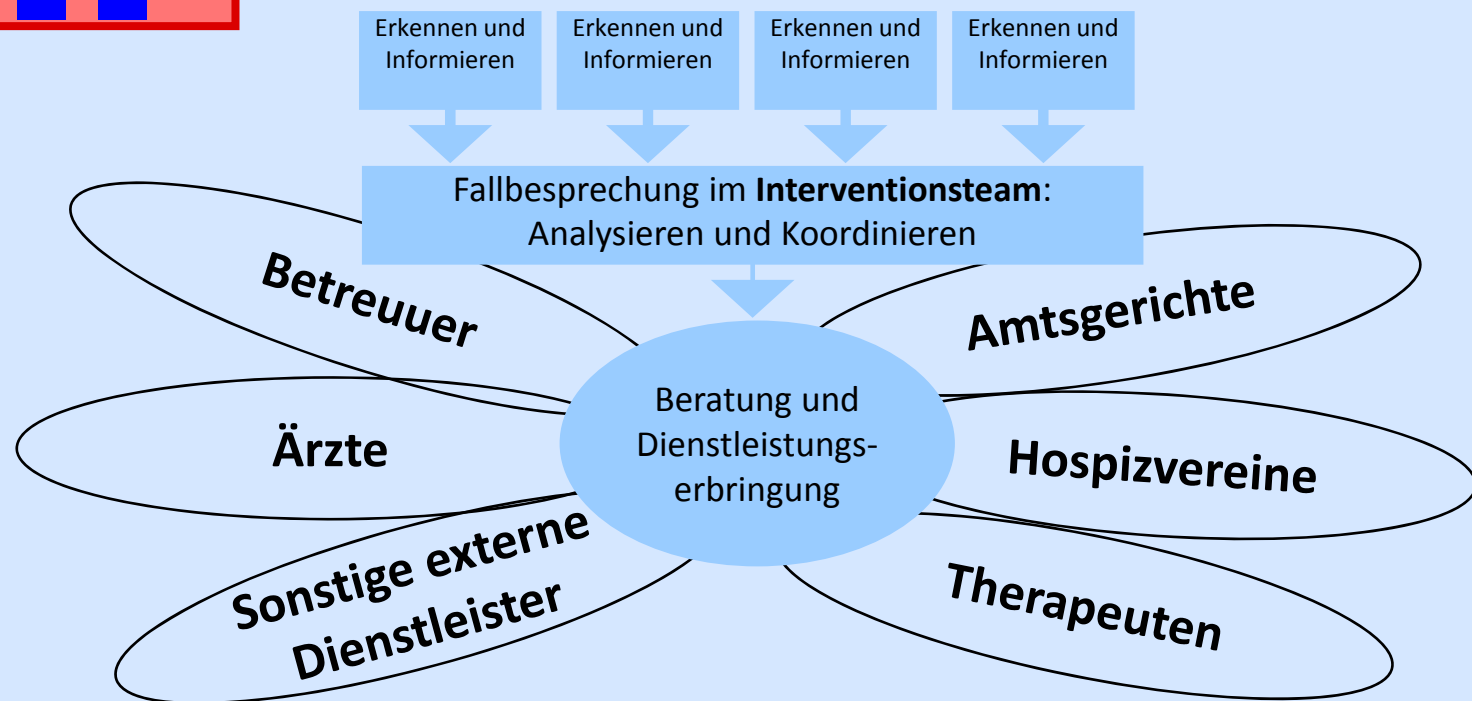 Erkennen und
Informieren
Erkennen und
Informieren
Erkennen und
Informieren
Erkennen und
Informieren
Fallbesprechung im Interventionsteam:
Analysieren und Koordinieren
Betreuuer
Amtsgerichte
Beratung und
Dienstleistungs-
erbringung
Ärzte
Hospizvereine
Sonstige externe
Dienstleister
Therapeuten